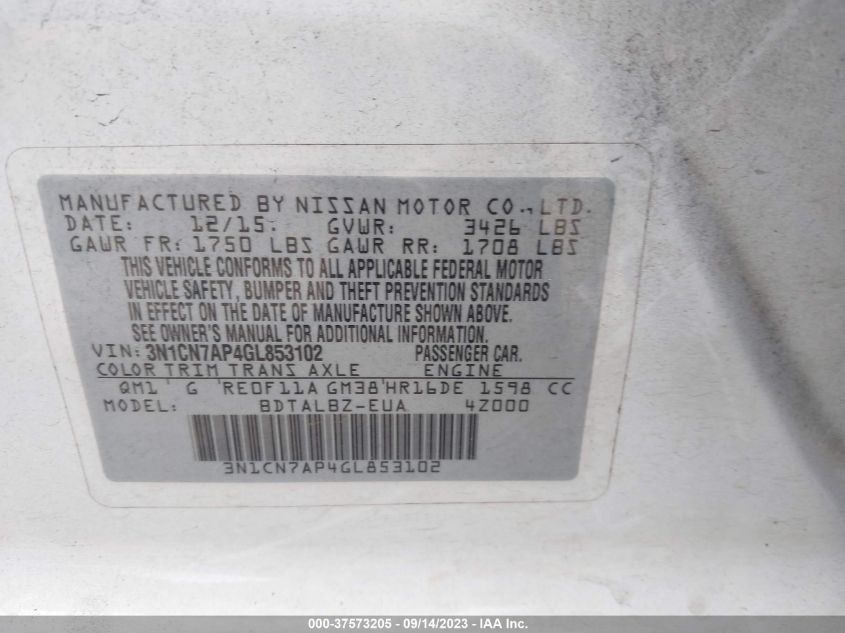 MANUFACTURED BY NISSAN MOTOR CO., LTD.
DATE: 12/15. GVWR: 3426 LBS
GAWR FR: 1750 LBS GAWR RR: 1708 LBS
THIS VEHICLE CONFORMS TO ALL APPLICABLE FEDERAL MOTOR
VEHICLE SAFETY, BUMPER AND THEFT PREVENTION STANDARDS
IN EFFECT ON THE DATE OF MANUFACTURE SHOWN ABOVE.
SEE OWNER'S MANUAL FOR ADDITIONAL INFORMATION.
VIN: 3N1CN7AP4GL853102 PASSENGER CAR.
COLOR TRIM TRANS AXLE ENGINE
QM1 G RE0F11A GM38 HR16DE 1598 CC
MODEL: BDTALBZ-EUA 4Z000
3N1CN7AP4GL853102
000-37573205 - 09/14/2023 - IAA Inc.